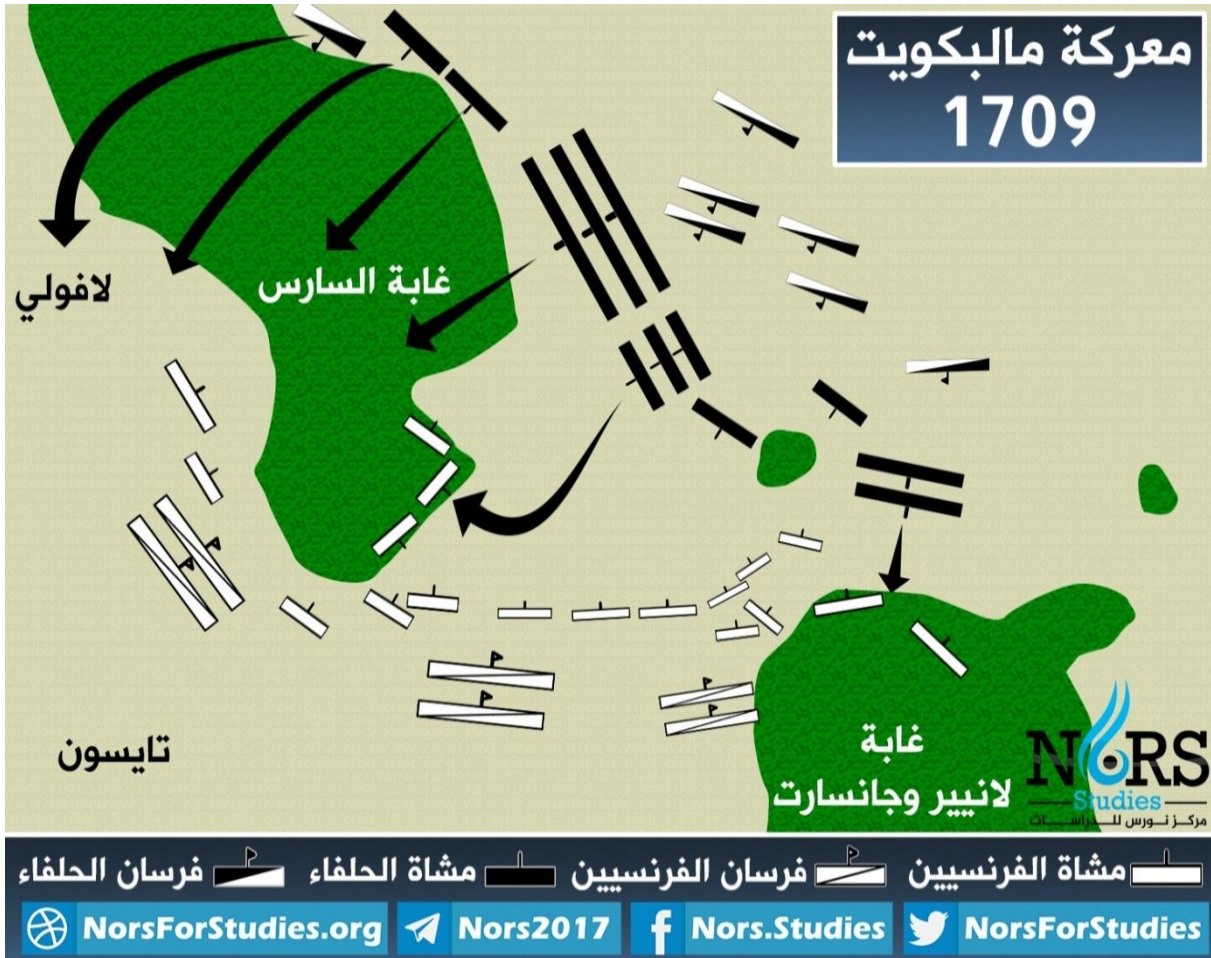 معركة مالبكويت
1709
غابة السارس
لافولي
تايسون
غابة
لانيير وجانسارت
NORS
Studies
مركز نورس للدراسات
مشاة الفرنسيين
فرسان الفرنسيين
مشاة الحلفاء
فرسان الحلفاء
NorsForStudies.org
Nors2017
Nors.Studies
NorsForStudies